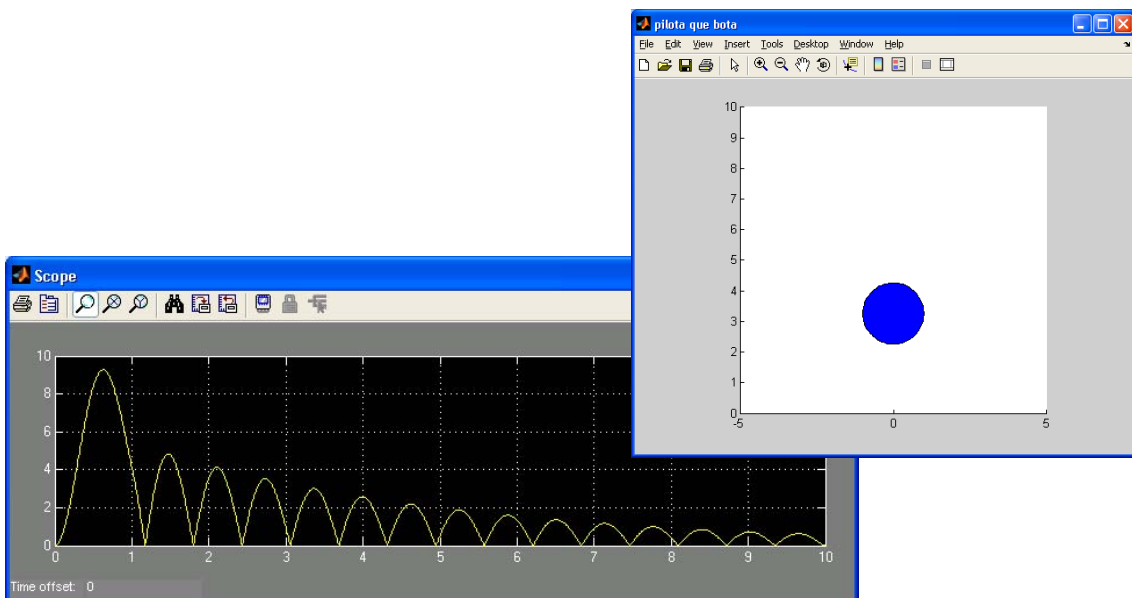 pilota que bota
File Edit View Insert Tools Desktop Window Help
10
9
8
7
6
5
4
3
2
1
0
-5 0 5
Scope
10
8
6
4
2
0
0 1 2 3 4 5 6 7 8 9 10
Time offset: 0